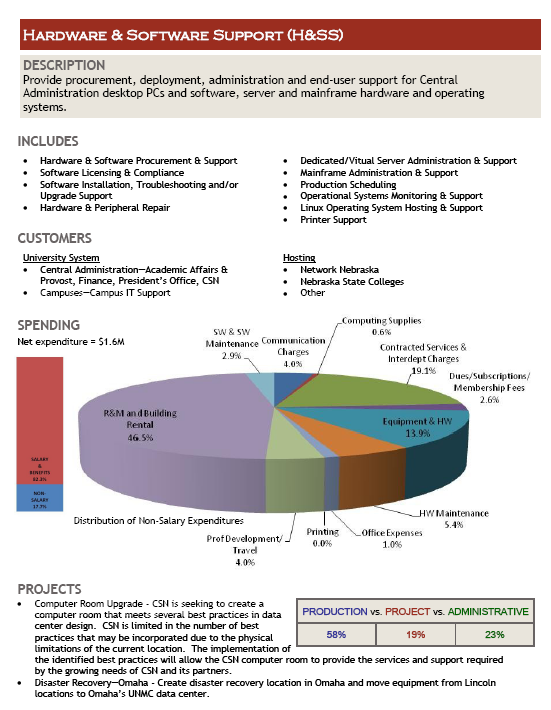 HARDWARE & SOFTWARE SUPPORT (H&SS)
DESCRIPTION
Provide procurement, deployment, administration and end-user support for Central
Administration desktop PCs and software, server and mainframe hardware and operating
systems.
INCLUDES
• Hardware & Software Procurement & Support
• Software Licensing & Compliance
• Software Installation, Troubleshooting and/or
Upgrade Support
• Hardware & Peripheral Repair
• Dedicated/Vitual Server Administration & Support
• Mainframe Administration & Support
• Production Scheduling
• Operational Systems Monitoring & Support
• Linux Operating System Hosting & Support
• Printer Support
CUSTOMERS
University System
• Central Administration—Academic Affairs &
Provost, Finance, President's Office, CSN
• Campuses—Campus IT Support
Hosting
• Network Nebraska
• Nebraska State Colleges
• Other
SPENDING
Net expenditure = $1.6M
SALARY
&
BENEFITS
82.3%
NON-
SALARY
17.7%
SW & SW
Maintenance
2.9%
Communication
Charges
4.0%
Computing Supplies
0.6%
Contracted Services &
Interdept Charges
19.1%
Dues/Subscriptions/
Membership Fees
2.6%
R&M and Building
Rental
46.5%
Equipment & HW
13.9%
HW Maintenance
5.4%
Office Expenses
1.0%
Printing
0.0%
Prof Development/
Travel
4.0%
Distribution of Non-Salary Expenditures
PROJECTS
• Computer Room Upgrade - CSN is seeking to create a
computer room that meets several best practices in data
center design. CSN is limited in the number of best
practices that may be incorporated due to the physical
limitations of the current location. The implementation of
the identified best practices will allow the CSN computer room to provide the services and support required
by the growing needs of CSN and its partners.
• Disaster Recovery—Omaha - Create disaster recovery location in Omaha and move equipment from Lincoln
locations to Omaha's UNMC data center.
PRODUCTION vs. PROJECT vs. ADMINISTRATIVE
58% 19% 23%